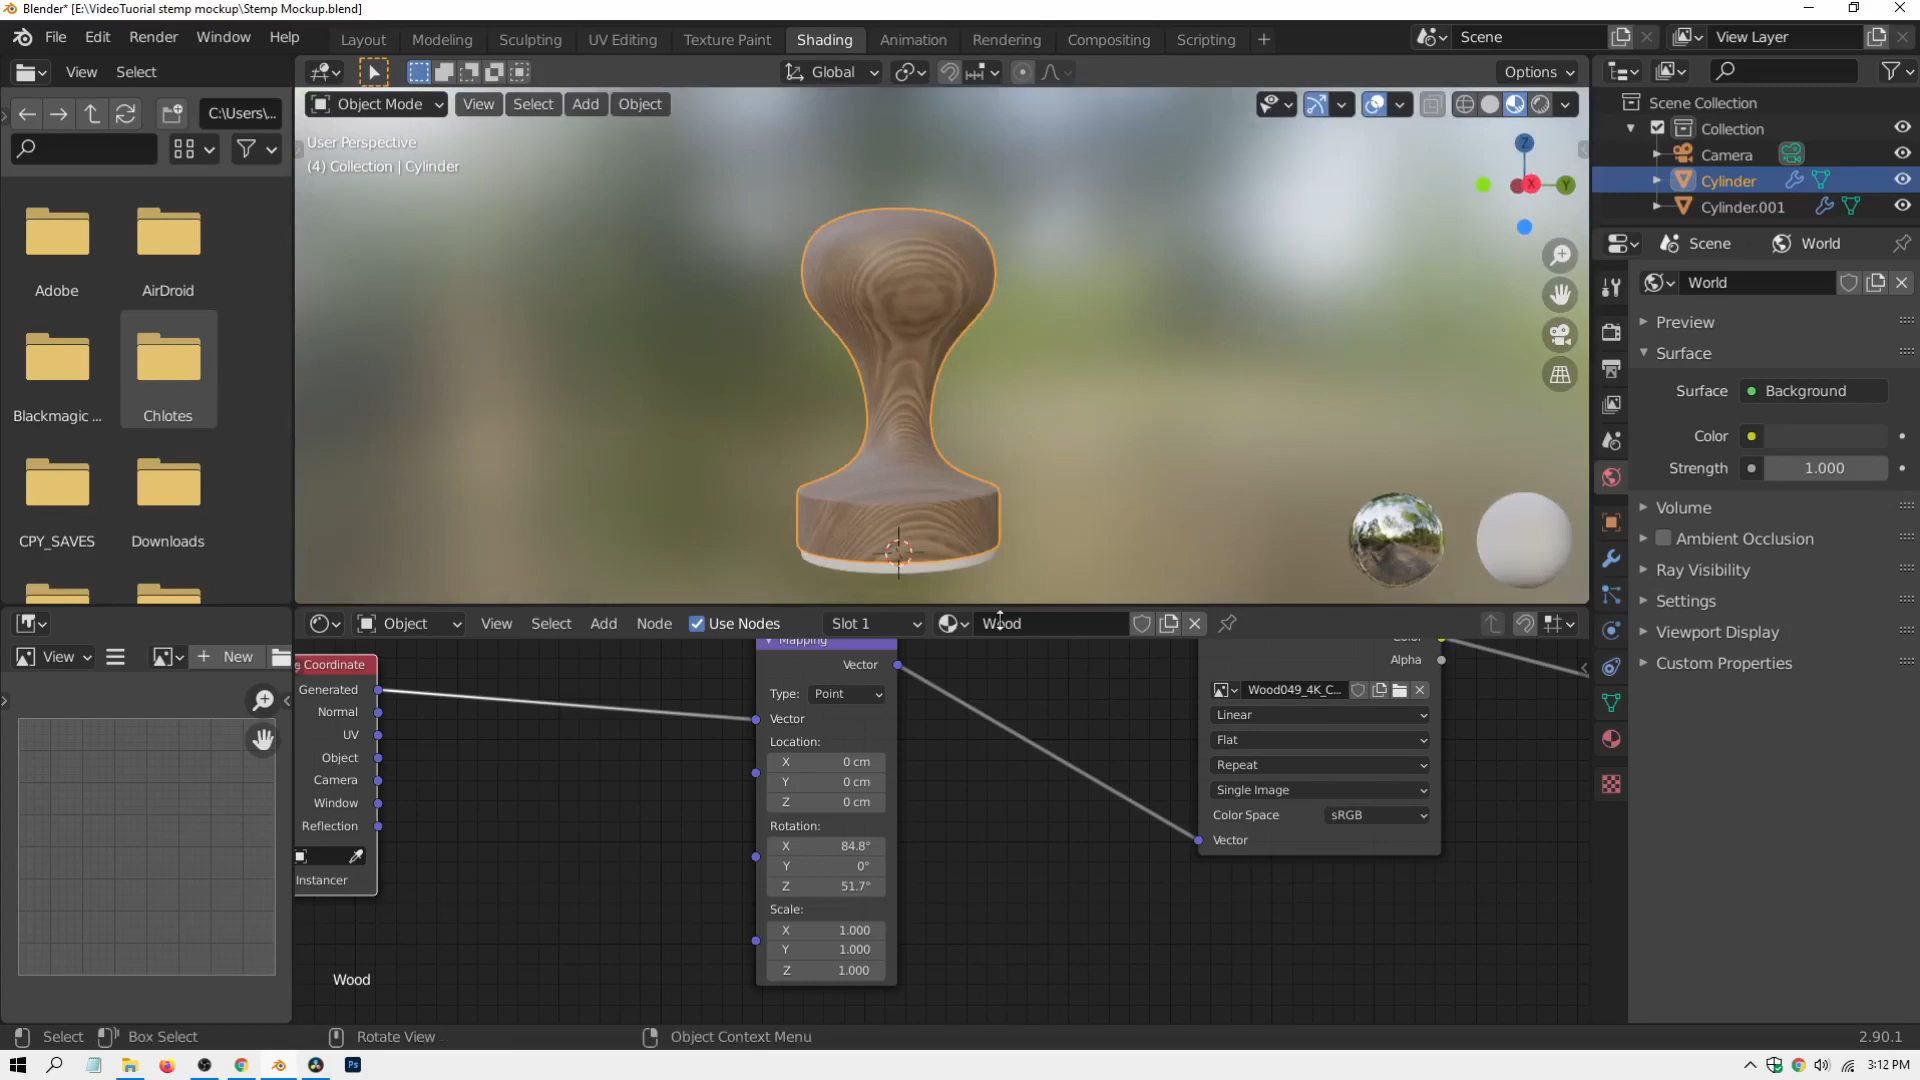 Blender* [E:\VideoTuorial stemp mockup\Stemp Mockup.blend]
File Edit Render Window Help
Layout Modeling Sculpting UV Editing Texture Paint Shading Animation Rendering Compositing Scripting
Scene
View Layer
View Select
Global
Options
C:\Users\...
Object Mode View Select Add Object
User Perspective
(4) Collection | Cylinder
Z
X
Y
Adobe
AirDroid
Blackmagic ...
Chlotes
CPY_SAVES
Downloads
Scene Collection
Collection
Camera
Cylinder
Cylinder.001
Scene World
World
Preview
Surface
Surface Background
Color
Strength 1.000
Volume
Ambient Occlusion
Ray Visibility
Settings
Viewport Display
Custom Properties
View New
Object View Select Add Node Use Nodes Slot 1 Wood
e Coordinate
Generated
Normal
UV
Object
Camera
Window
Reflection
Instancer
Mapping
Vector
Type: Point
Vector
Location:
X 0 cm
Y 0 cm
Z 0 cm
Rotation:
X 84.8°
Y 0°
Z 51.7°
Scale:
X 1.000
Y 1.000
Z 1.000
Color
Alpha
Wood049_4K_C...
Linear
Flat
Repeat
Single Image
Color Space sRGB
Vector
Wood
Select Box Select Rotate View Object Context Menu 2.90.1
Ps
3:12 PM